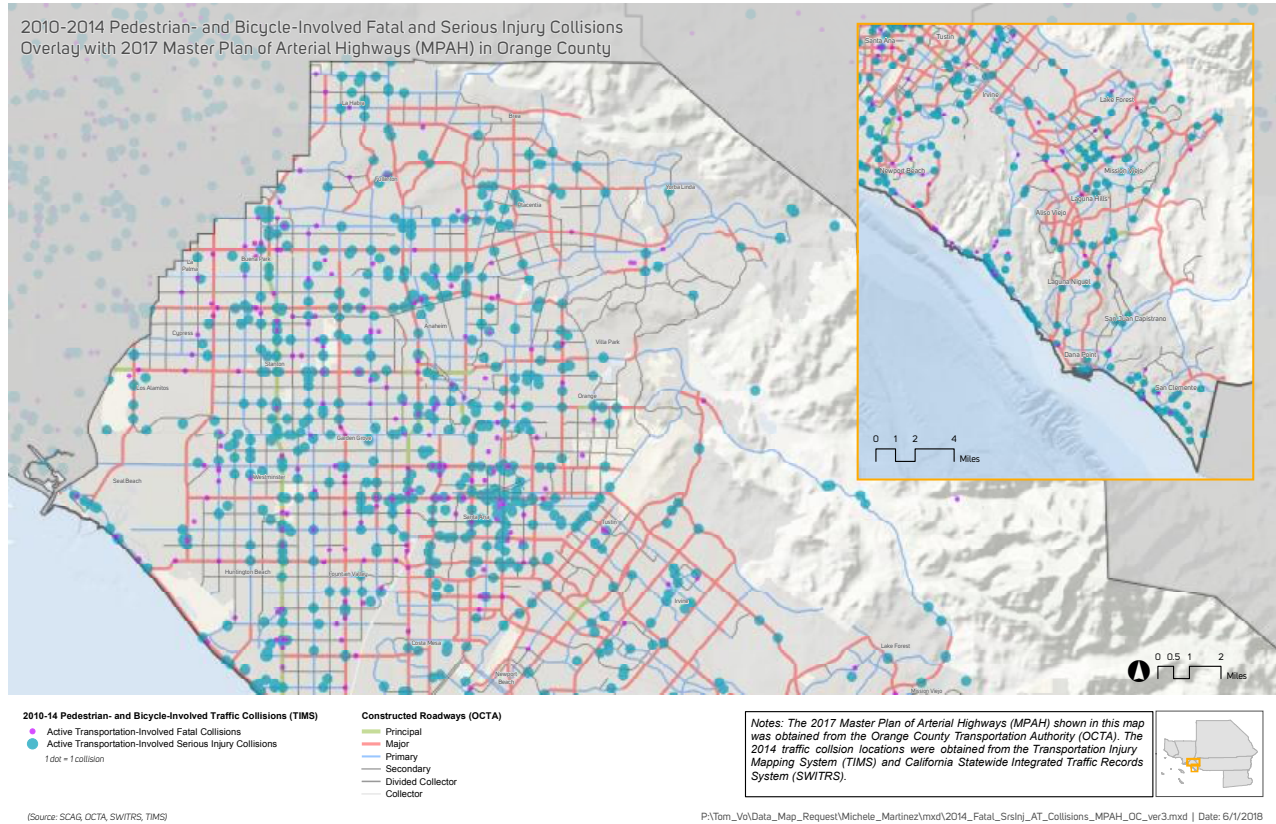 2010-2014 Pedestrian- and Bicycle-Involved Fatal and Serious Injury Collisions
Overlay with 2017 Master Plan of Arterial Highways (MPAH) in Orange County
La Habra
Brea
Fullerton
Yorba Linda
Placentia
Buena Park
La
Palma
Anaheim
Cypress
Villa Park
Stanton
Los Alamitos
Orange
Garden Grove
Westminster
Seal Beach
Santa Ana
Tustin
Huntington Beach
Fountain Valley
Irvine
Costa Mesa
Newport
Beach
Lake Forest
Mission Viejo
Santa Ana
Tustin
Irvine
Lake Forest
Newport Beach
Mission Viejo
Laguna Hills
Aliso Viejo
Laguna Niguel
San Juan Capistrano
Dana Point
San Clemente
0 1 2 4
Miles
0 0.5 1 2
Miles
2010-14 Pedestrian- and Bicycle-Involved Traffic Collisions (TIMS)
Active Transportation-Involved Fatal Collisions
Active Transportation-Involved Serious Injury Collisions
1 dot = 1 collision
Constructed Roadways (OCTA)
Principal
Major
Primary
Secondary
Divided Collector
Collector
Notes: The 2017 Master Plan of Arterial Highways (MPAH) shown in this map
was obtained from the Orange County Transportation Authority (OCTA). The
2014 traffic collsion locations were obtained from the Transportation Injury
Mapping System (TIMS) and California Statewide Integrated Traffic Records
System (SWITRS).
(Source: SCAG, OCTA, SWITRS, TIMS)
P:\Tom_Vo\Data_Map_Request\Michele_Martinez\mxd\2014_Fatal_SrsInj_AT_Collisions_MPAH_OC_ver3.mxd | Date: 6/1/2018